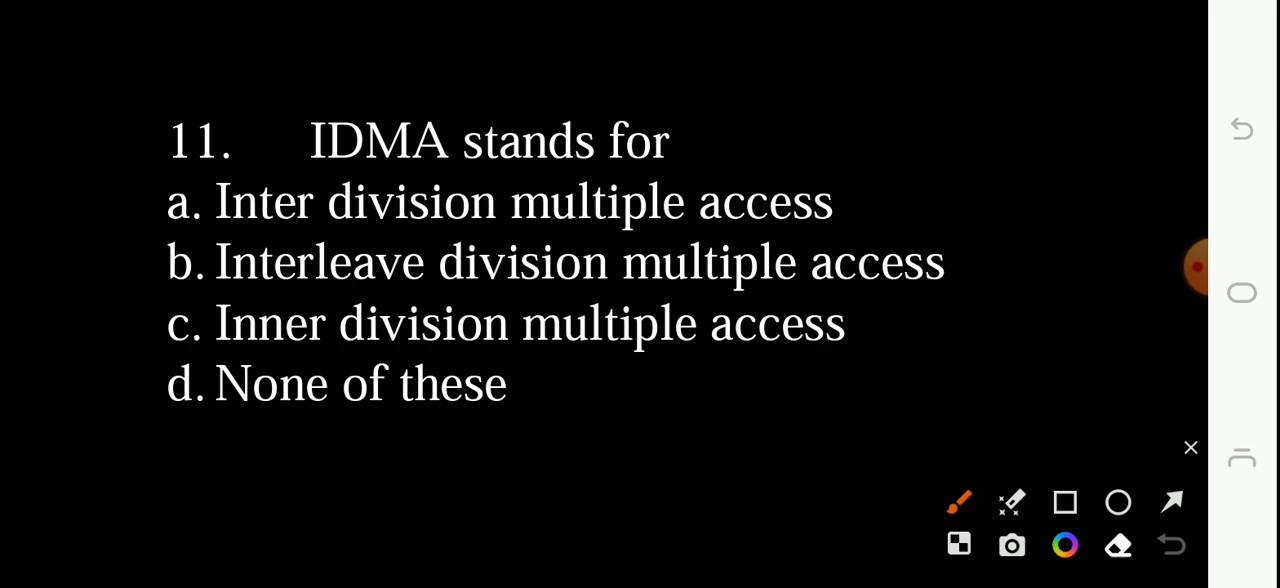 11. IDMA stands for
a. Inter division multiple access
b. Interleave division multiple access
c. Inner division multiple access
d. None of these